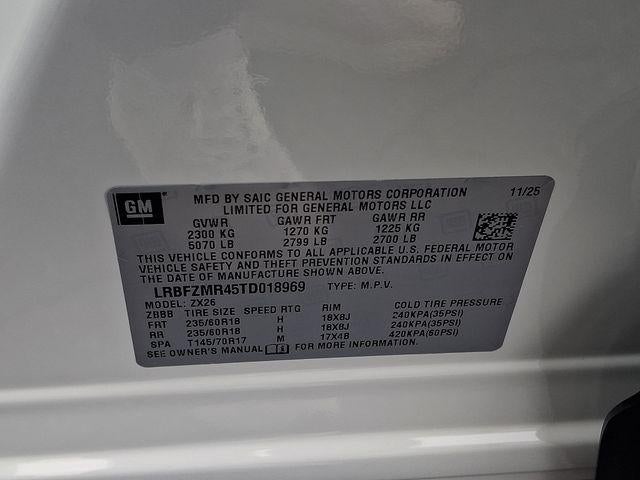 GM
MFD BY SAIC GENERAL MOTORS CORPORATION 11/25
LIMITED FOR GENERAL MOTORS LLC
GVWR GAWR FRT GAWR RR
2300 KG 1270 KG 1225 KG
5070 LB 2799 LB 2700 LB
THIS VEHICLE CONFORMS TO ALL APPLICABLE U.S. FEDERAL MOTOR
VEHICLE SAFETY AND THEFT PREVENTION STANDARDS IN EFFECT ON
THE DATE OF MANUFACTURE SHOWN ABOVE.
LRBFZMR45TD018969 TYPE: M.P.V.
MODEL: ZX26
ZBBB TIRE SIZE SPEED RTG RIM COLD TIRE PRESSURE
FRT 235/60R18 H 18X8J 240KPA(35PSI)
RR 235/60R18 H 18X8J 240KPA(35PSI)
SPA T145/70R17 M 17X4B 420KPA(60PSI)
SEE OWNER'S MANUAL FOR MORE INFORMATION.